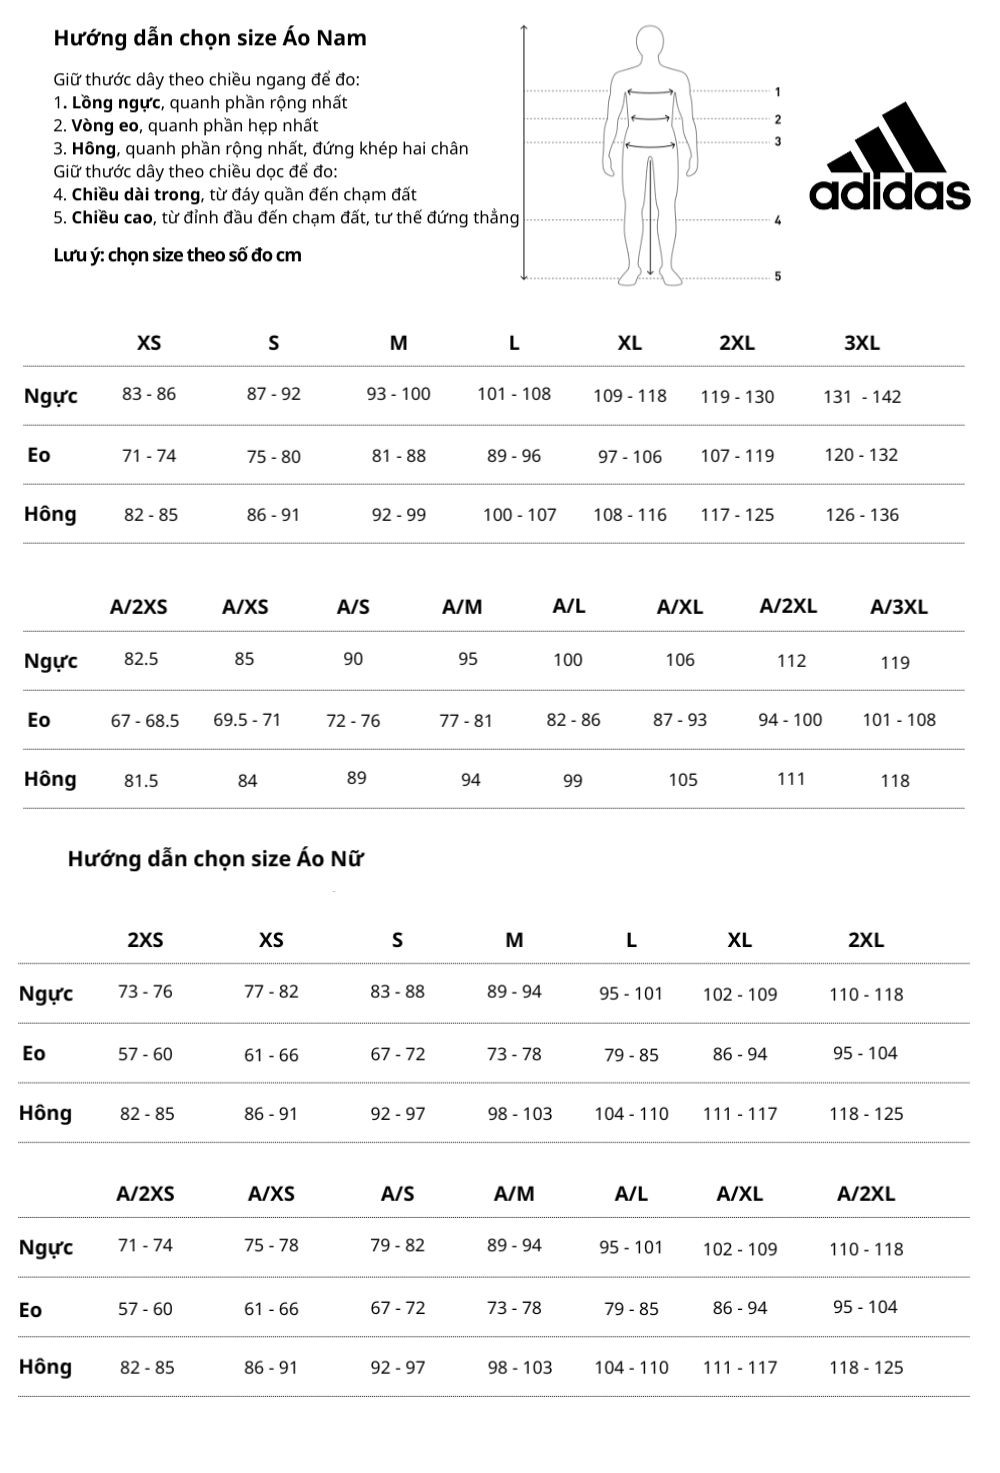 Hướng dẫn chọn size Áo Nam
Giữ thước dây theo chiều ngang để đo:
1. Lồng ngực, quanh phần rộng nhất
2. Vòng eo, quanh phần hẹp nhất
3. Hông, quanh phần rộng nhất, đứng khép hai chân
Giữ thước dây theo chiều dọc để đo:
4. Chiều dài trong, từ đáy quần đến chạm đất
5. Chiều cao, từ đỉnh đầu đến chạm đất, tư thế đứng thẳng
Lưu ý: chọn size theo số đo cm
1
2
3
4
5
adidas
XS S M L XL 2XL 3XL
Ngực 83 - 86 87 - 92 93 - 100 101 - 108 109 - 118 119 - 130 131 - 142
Eo 71 - 74 75 - 80 81 - 88 89 - 96 97 - 106 107 - 119 120 - 132
Hông 82 - 85 86 - 91 92 - 99 100 - 107 108 - 116 117 - 125 126 - 136
A/2XS A/XS A/S A/M A/L A/XL A/2XL A/3XL
Ngực 82.5 85 90 95 100 106 112 119
Eo 67 - 68.5 69.5 - 71 72 - 76 77 - 81 82 - 86 87 - 93 94 - 100 101 - 108
Hông 81.5 84 89 94 99 105 111 118
Hướng dẫn chọn size Áo Nữ
2XS XS S M L XL 2XL
Ngực 73 - 76 77 - 82 83 - 88 89 - 94 95 - 101 102 - 109 110 - 118
Eo 57 - 60 61 - 66 67 - 72 73 - 78 79 - 85 86 - 94 95 - 104
Hông 82 - 85 86 - 91 92 - 97 98 - 103 104 - 110 111 - 117 118 - 125
A/2XS A/XS A/S A/M A/L A/XL A/2XL
Ngực 71 - 74 75 - 78 79 - 82 89 - 94 95 - 101 102 - 109 110 - 118
Eo 57 - 60 61 - 66 67 - 72 73 - 78 79 - 85 86 - 94 95 - 104
Hông 82 - 85 86 - 91 92 - 97 98 - 103 104 - 110 111 - 117 118 - 125